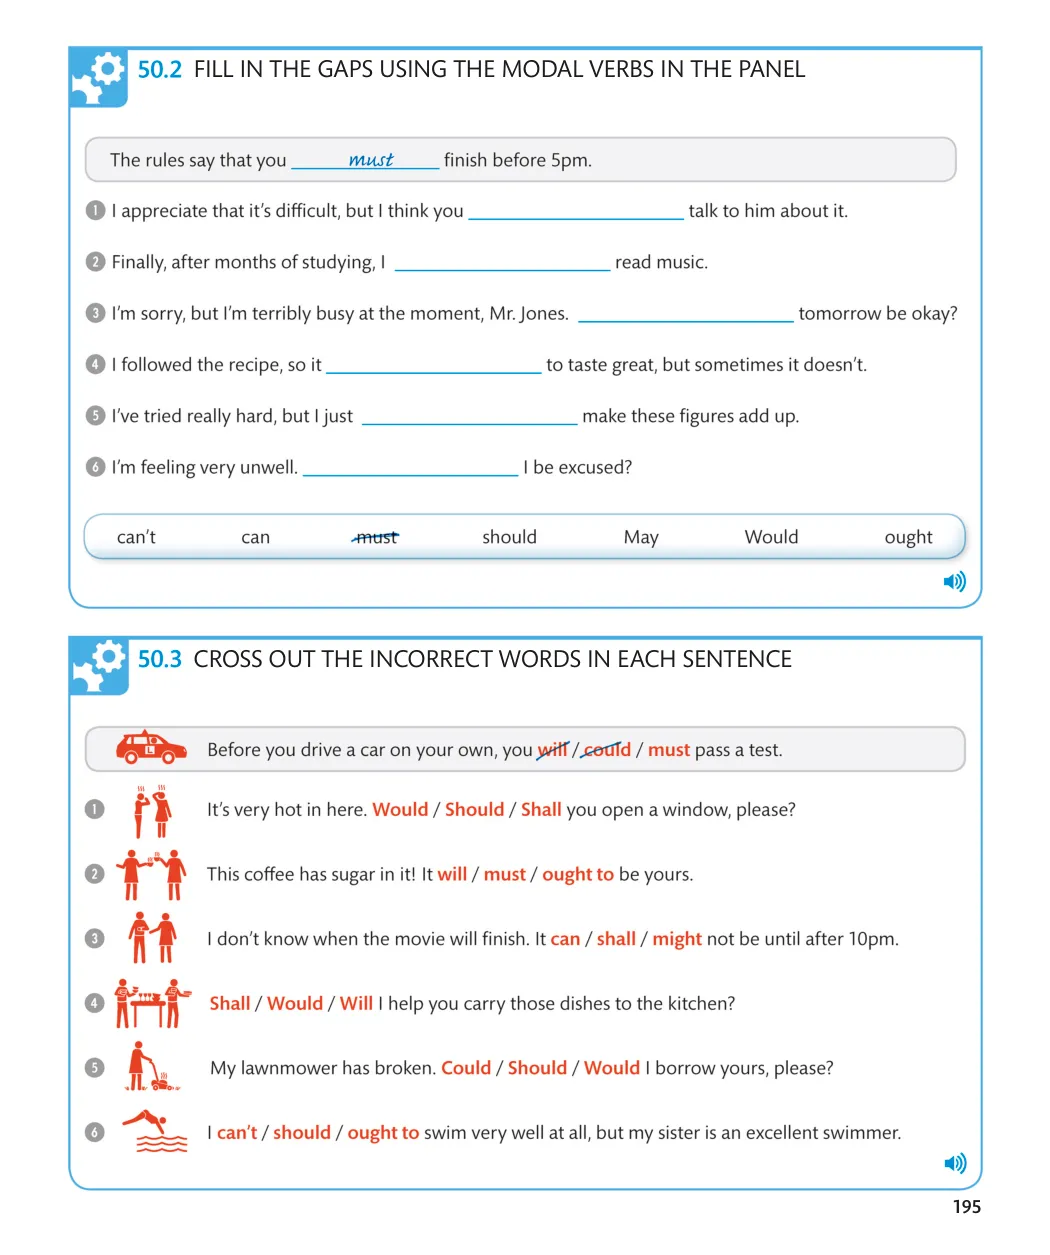 50.2 FILL IN THE GAPS USING THE MODAL VERBS IN THE PANEL
The rules say that you must finish before 5pm.
1 I appreciate that it’s difficult, but I think you ____ talk to him about it.
2 Finally, after months of studying, I ____ read music.
3 I’m sorry, but I’m terribly busy at the moment, Mr. Jones. ____ tomorrow be okay?
4 I followed the recipe, so it ____ to taste great, but sometimes it doesn’t.
5 I’ve tried really hard, but I just ____ make these figures add up.
6 I’m feeling very unwell. ____ I be excused?
can’t can must should May Would ought
50.3 CROSS OUT THE INCORRECT WORDS IN EACH SENTENCE
L
Before you drive a car on your own, you will / could / must pass a test.
1 It’s very hot in here. Would / Should / Shall you open a window, please?
2 This coffee has sugar in it! It will / must / ought to be yours.
3 I don’t know when the movie will finish. It can / shall / might not be until after 10pm.
4 Shall / Would / Will I help you carry those dishes to the kitchen?
5 My lawnmower has broken. Could / Should / Would I borrow yours, please?
6 I can’t / should / ought to swim very well at all, but my sister is an excellent swimmer.
195